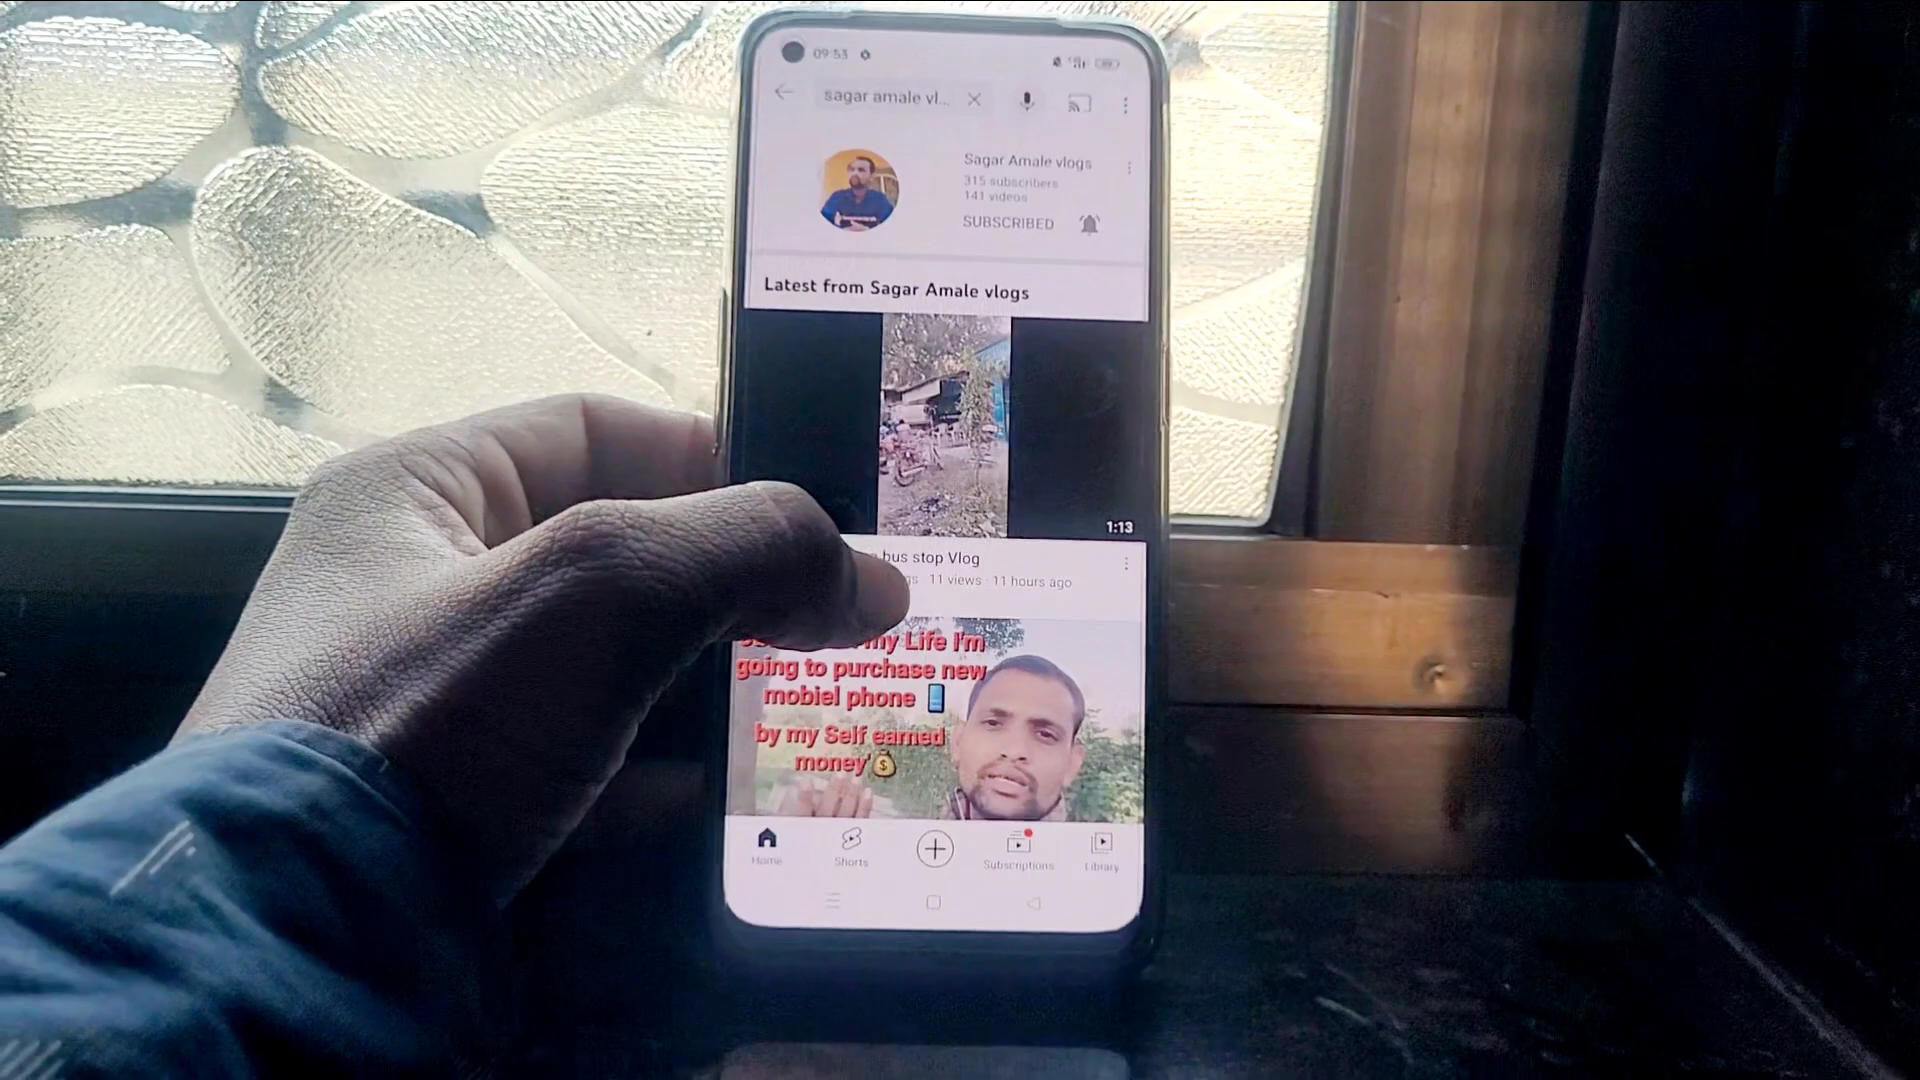 09:53
sagar amale vl...
Sagar Amale vlogs
315 subscribers
141 videos
SUBSCRIBED
Latest from Sagar Amale vlogs
1:13
bus stop Vlog
11 views · 11 hours ago
my Life I'm
going to purchase new
mobiel phone
by my Self earned
money'
Home
Shorts
Subscriptions
Library